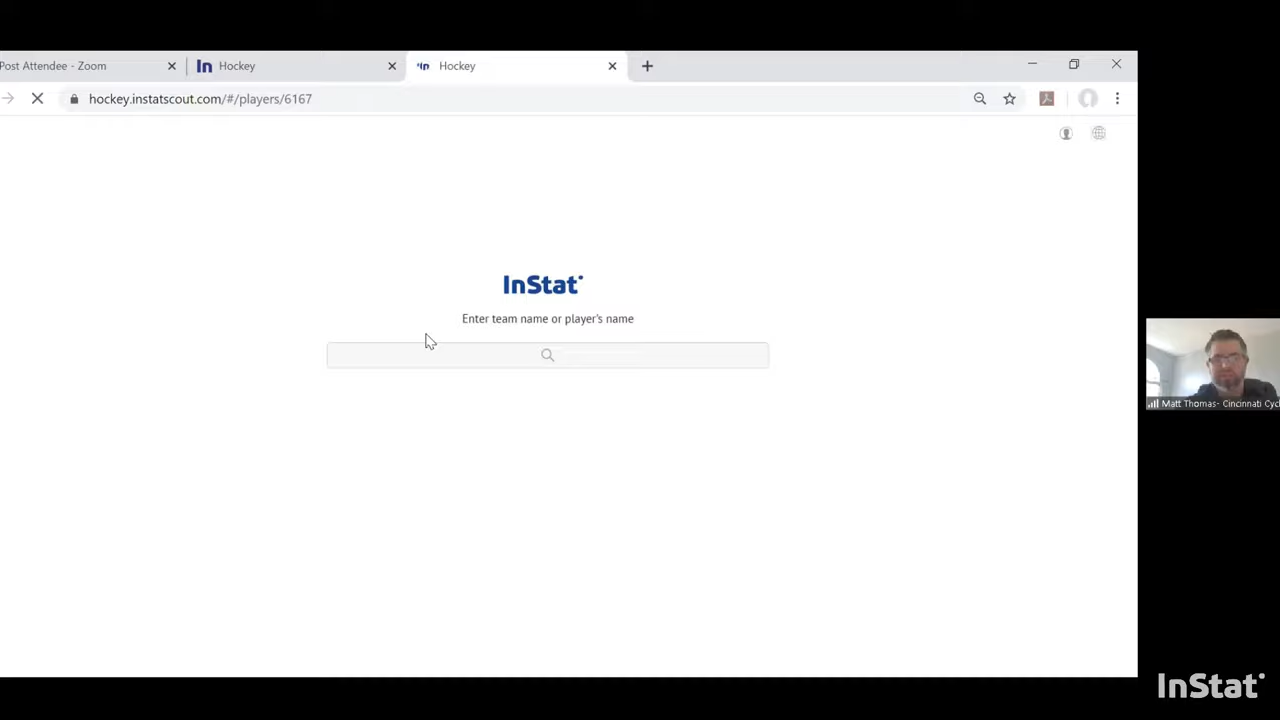 Post Attendee - Zoom
Hockey
Hockey
hockey.instatscout.com/#/players/6167
InStat
Enter team name or player's name
Matt Thomas- Cincinnati Cycl
InStat